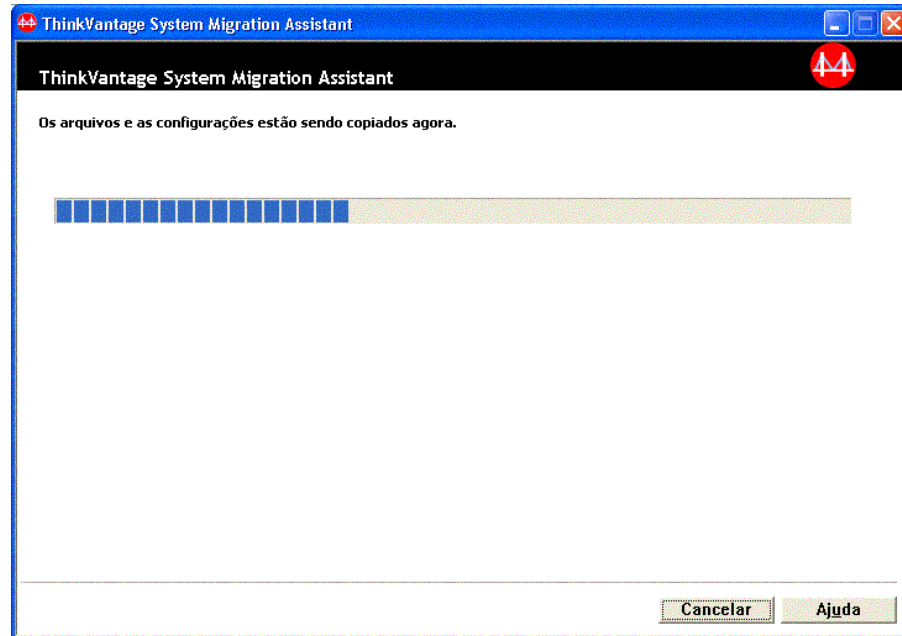 ThinkVantage System Migration Assistant
ThinkVantage System Migration Assistant
Os arquivos e as configurações estão sendo copiados agora.
Cancelar
Ajuda